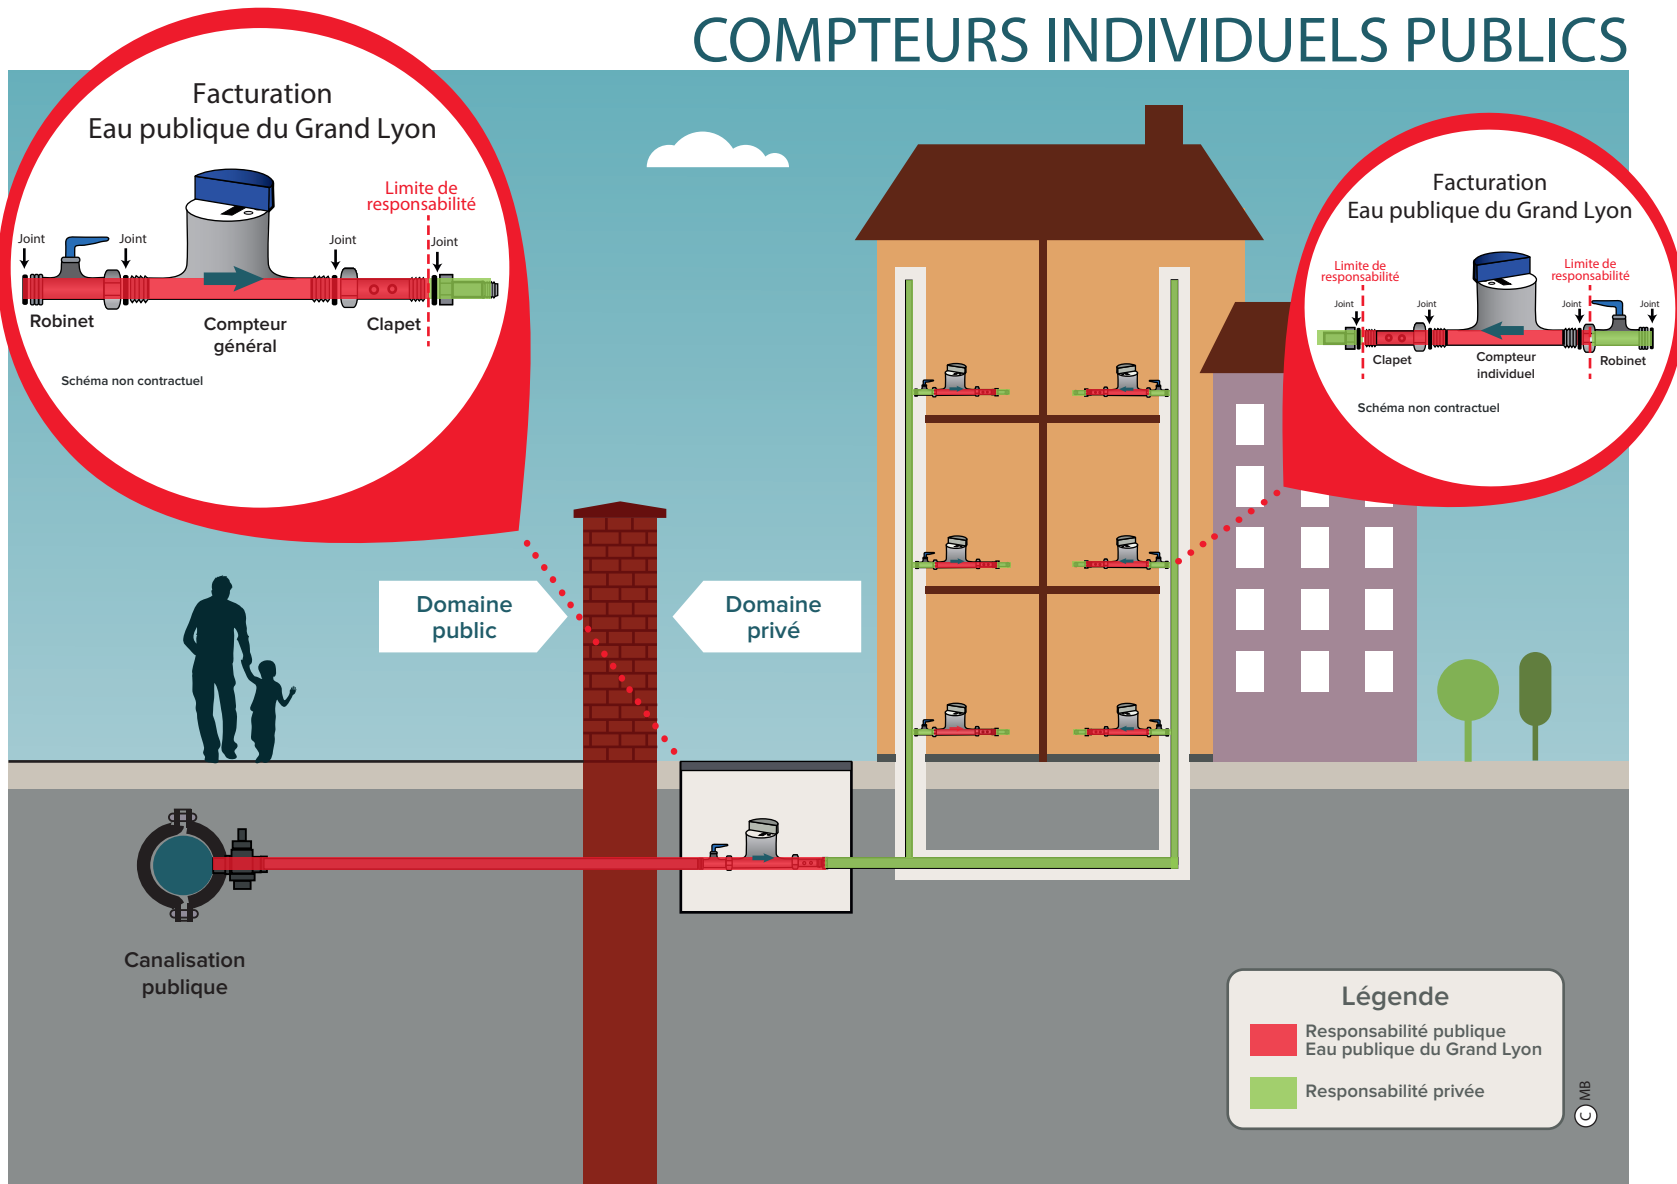 COMPTEURS INDIVIDUELS PUBLICS
Facturation
Eau publique du Grand Lyon
Limite de
responsabilité
Joint
Joint
Joint
Joint
Robinet
Compteur
général
Clapet
Schéma non contractuel
Facturation
Eau publique du Grand Lyon
Limite de
responsabilité
Limite de
responsabilité
Joint
Joint
Joint
Joint
Clapet
Compteur
individuel
Robinet
Schéma non contractuel
Domaine
public
Domaine
privé
Canalisation
publique
Légende
Responsabilité publique
Eau publique du Grand Lyon
Responsabilité privée
C MB